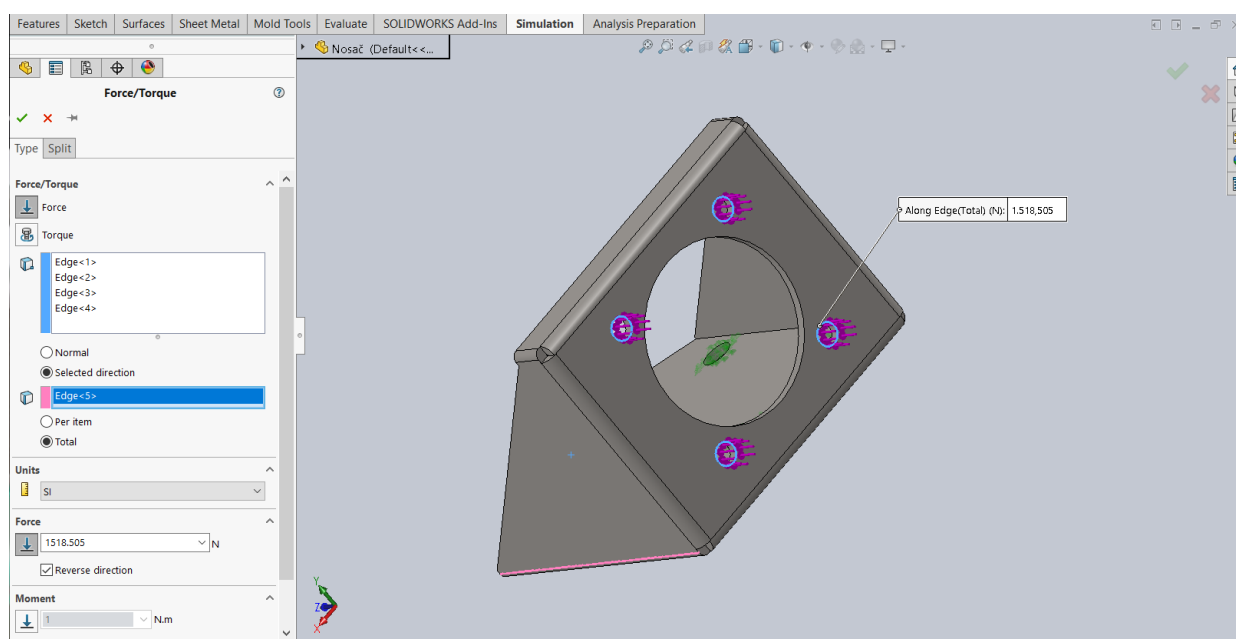 Features Sketch Surfaces Sheet Metal Mold Tools Evaluate SOLIDWORKS Add-Ins Simulation Analysis Preparation
Nosač (Default<<...
Force/Torque
Type Split
Force/Torque
Force
Torque
Edge<1>
Edge<2>
Edge<3>
Edge<4>
Normal
Selected direction
Edge<5>
Per item
Total
Units
SI
Force
1518.505 N
Reverse direction
Moment
1 N.m
Along Edge(Total) (N): 1.518,505
Y
Z
X